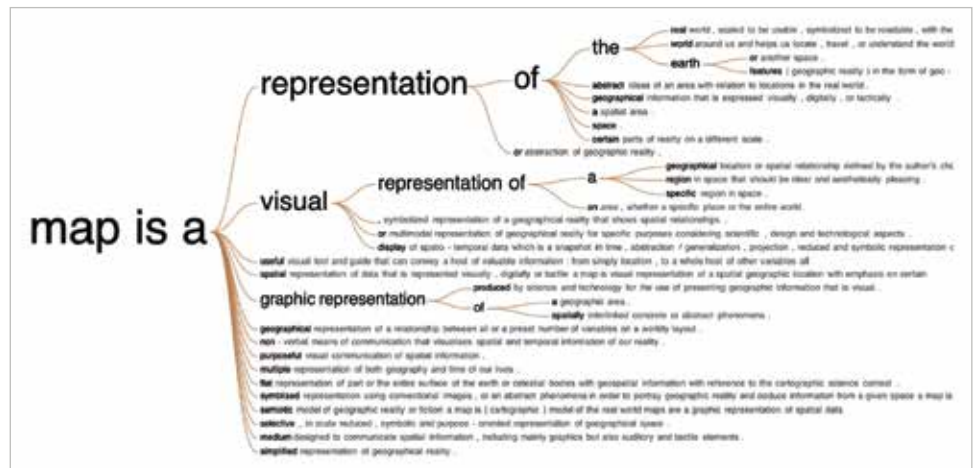 real world , scaled to be usable , symbolized to be readable , with the
the
world around us and helps us locate , travel , or understand the world
earth
or another space .
features ( geographic reality ) in the form of geo -
representation
of
abstract ideas of an area with relation to locations in the real world .
geographical information that is expressed visually , digitally , or tactically .
a spatial area .
space .
certain parts of reality on a different scale .
or abstraction of geographic reality .
geographical location or spatial relationship defined by the author's
representation of
a
region in space that should be clear and aesthetically pleasing .
visual
specific region in space .
an area , whether a specific place or the entire world .
, symbolized representation of a geographical reality that shows spatial relationships .
map is a
or multimodal representation of geographical reality for specific purposes considering scientific , design and technological aspects .
display of spatio - temporal data which is a snapshot in time , abstraction / generalization , projection , reduced and symbolic representation
useful visual tool and guide that can convey a host of valuable information : from simply location , to a whole host of other variables all
spatial representation of data that is represented visually , digitally or tactile a map is visual representation of a spatial geographic location with emphasis on certain
graphic representation
produced by science and technology for the use of presenting geographic information that is visual .
of
a geographic area .
spatially interlinked concrete or abstract phenomena .
geographical representation of a relationship between all or a preset number of variables on a worldly layout .
non - verbal means of communication that visualises spatial and temporal information of our reality .
purposeful visual communication of spatial information .
multiple representation of both geography and time of our lives .
flat representation of part or the entire surface of the earth or celestial bodies with geospatial information with reference to the cartographic science context .
symbolized representation using conventional images , or an abstract phenomena in order to portray geographic reality and deduce information from a given space a map is
semiotic model of geographic reality or fiction a map is ( cartographic ) model of the real world maps are a graphic representation of spatial data
selective , in scale reduced , symbolic and purpose - oriented representation of geographical space .
medium designed to communicate spatial information , including mainly graphics but also auditory and tactile elements .
simplified representation of geographical reality .